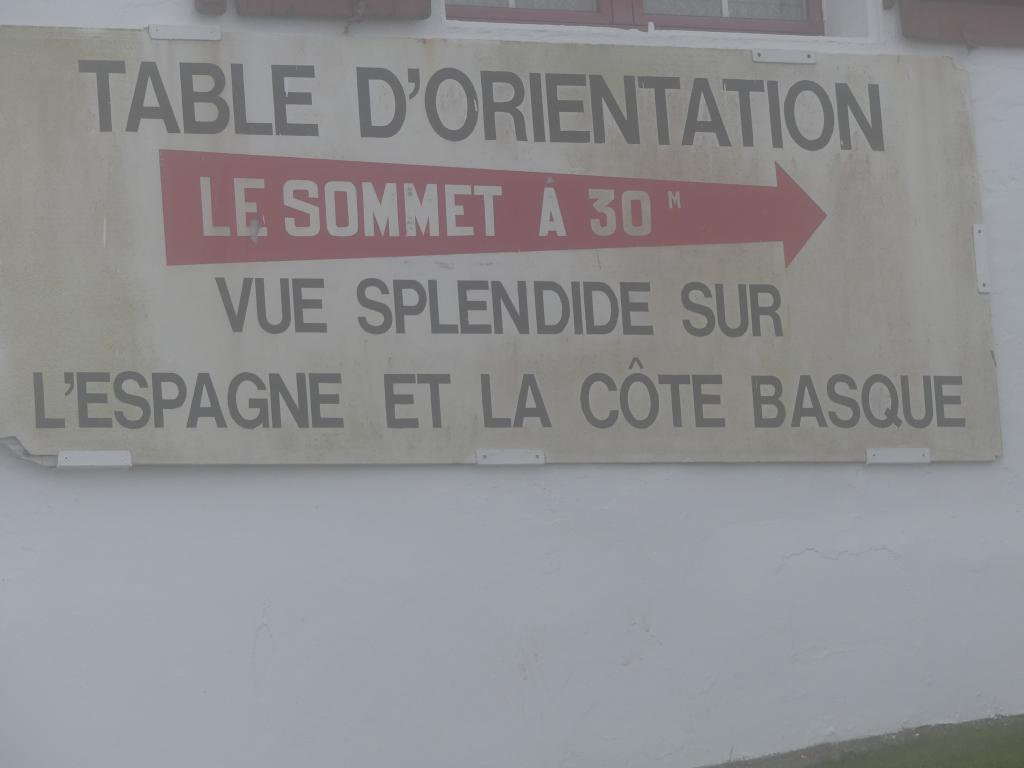 TABLE D'ORIENTATION
LE SOMMET À 30 M
VUE SPLENDIDE SUR
L'ESPAGNE ET LA CÔTE BASQUE